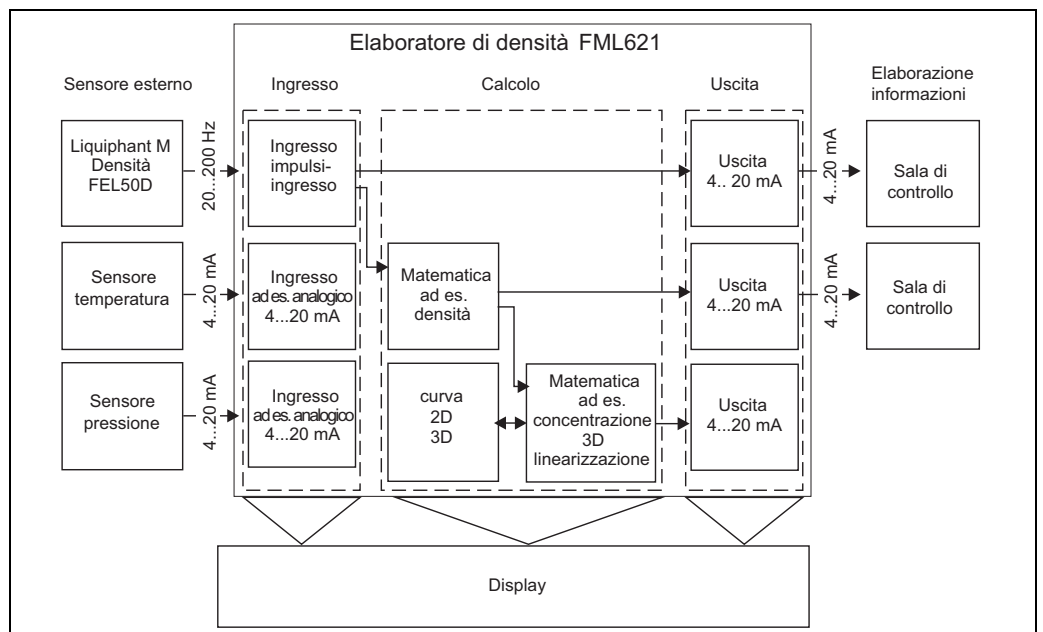 Elaboratore di densità FML621
Sensore esterno
Ingresso
Calcolo
Uscita
Elaborazione
informazioni
Liquiphant M
Densità
FEL50D
20...200 Hz
Ingresso
impulsi-
ingresso
Uscita
4.. 20 mA
4...20 mA
Sala di
controllo
Sensore
temperatura
4...20 mA
Ingresso
ad es. analogico
4...20 mA
Matematica
ad es.
densità
Uscita
4...20 mA
4...20 mA
Sala di
controllo
Sensore
pressione
4...20 mA
Ingresso
ad es. analogico
4...20 mA
curva
2D
3D
Matematica
ad es.
concentrazione
3D
linearizzazione
Uscita
4...20 mA
Display